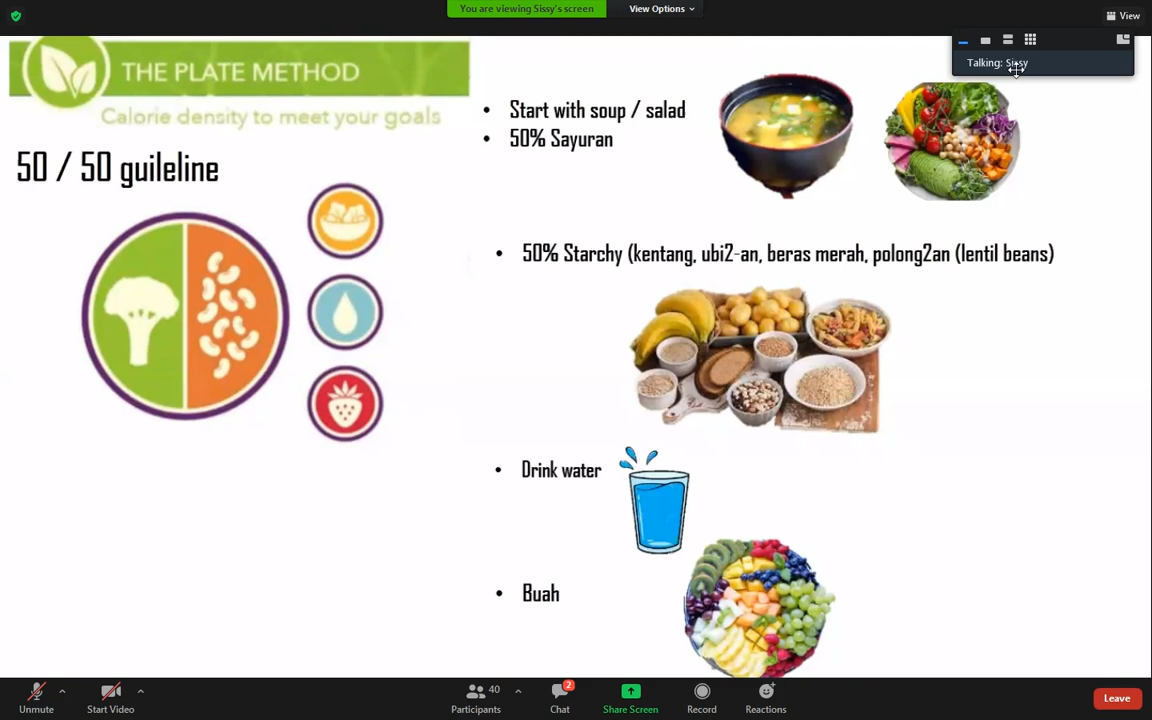 You are viewing Sissy's screen
View Options
View
Talking: Sissy
THE PLATE METHOD
Calorie density to meet your goals
50 / 50 guileline
• Start with soup / salad
• 50% Sayuran
• 50% Starchy (kentang, ubi2-an, beras merah, polong2an (lentil beans)
• Drink water
• Buah
Unmute
Start Video
40
Participants
2
Chat
Share Screen
Record
Reactions
Leave